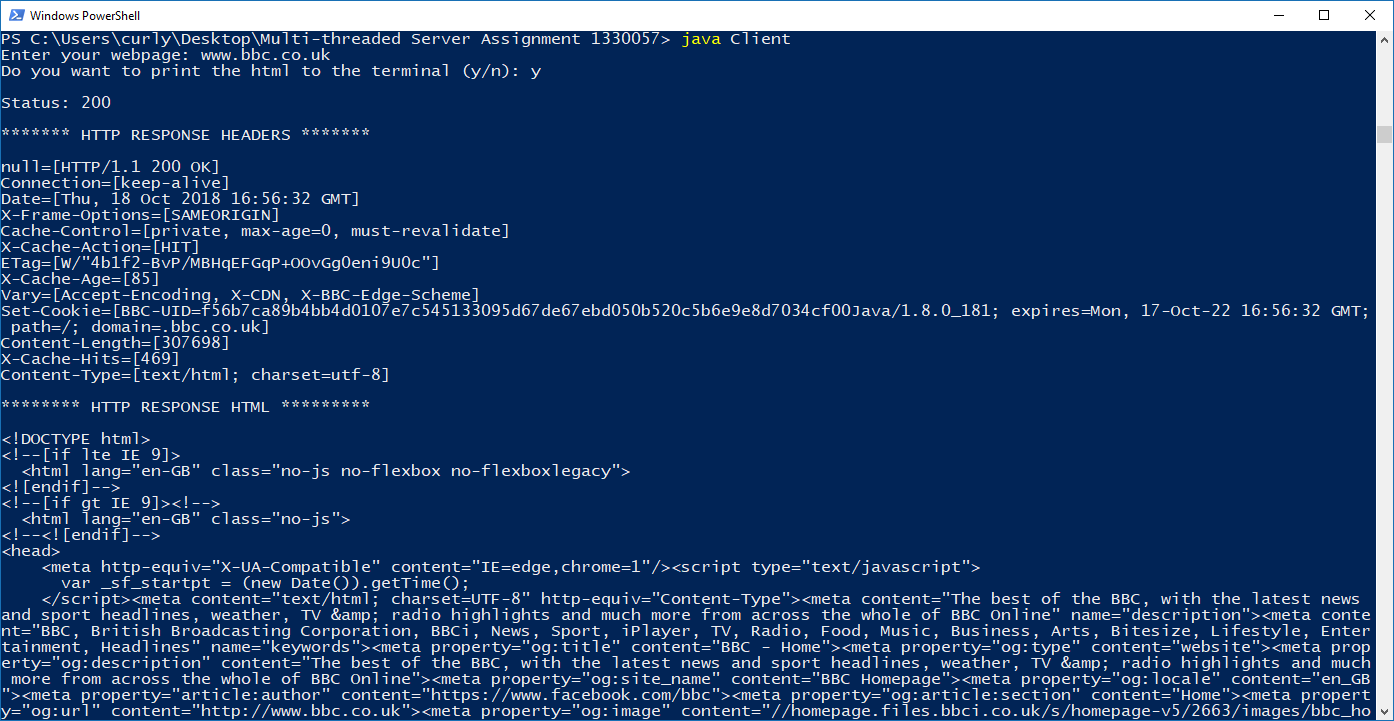 Windows PowerShell
PS C:\Users\curly\Desktop\Multi-threaded Server Assignment 1330057> java Client
Enter your webpage: www.bbc.co.uk
Do you want to print the html to the terminal (y/n): y
Status: 200
******* HTTP RESPONSE HEADERS *******
null=[HTTP/1.1 200 OK]
Connection=[keep-alive]
Date=[Thu, 18 Oct 2018 16:56:32 GMT]
X-Frame-Options=[SAMEORIGIN]
Cache-Control=[private, max-age=0, must-revalidate]
X-Cache-Action=[HIT]
ETag=[W/"4b1f2-BvP/MBHqEFGqP+OOvGg0eni9U0c"]
X-Cache-Age=[85]
Vary=[Accept-Encoding, X-CDN, X-BBC-Edge-Scheme]
Set-Cookie=[BBC-UID=f56b7ca89b4bb4d0107e7c545133095d67de67ebd050b520c5b6e9e8d7034cf00Java/1.8.0_181; expires=Mon, 17-Oct-22 16:56:32 GMT;
path=/; domain=.bbc.co.uk]
Content-Length=[307698]
X-Cache-Hits=[469]
Content-Type=[text/html; charset=utf-8]
******** HTTP RESPONSE HTML *********
<!DOCTYPE html>
<!--[if lte IE 9]>
<html lang="en-GB" class="no-js no-flexbox no-flexboxlegacy">
<![endif]-->
<!--[if gt IE 9]><!-->
<html lang="en-GB" class="no-js">
<!--<![endif]-->
<head>
<meta http-equiv="X-UA-Compatible" content="IE=edge,chrome=1"/><script type="text/javascript">
var _sf_startpt = (new Date()).getTime();
</script><meta content="text/html; charset=UTF-8" http-equiv="Content-Type"><meta content="The best of the BBC, with the latest news
and sport headlines, weather, TV &amp; radio highlights and much more from across the whole of BBC Online" name="description"><meta conte
nt="BBC, British Broadcasting Corporation, BBCi, News, Sport, iPlayer, TV, Radio, Food, Music, Business, Arts, Bitesize, Lifestyle, Enter
tainment, Headlines" name="keywords"><meta property="og:title" content="BBC - Home"><meta property="og:type" content="website"><meta prop
erty="og:description" content="The best of the BBC, with the latest news and sport headlines, weather, TV &amp; radio highlights and much
more from across the whole of BBC Online"><meta property="og:site_name" content="BBC Homepage"><meta property="og:locale" content="en_GB
"><meta property="article:author" content="https://www.facebook.com/bbc"><meta property="og:article:section" content="Home"><meta propert
y="og:url" content="http://www.bbc.co.uk"><meta property="og:image" content="//homepage.files.bbci.co.uk/s/homepage-v5/2663/images/bbc_ho